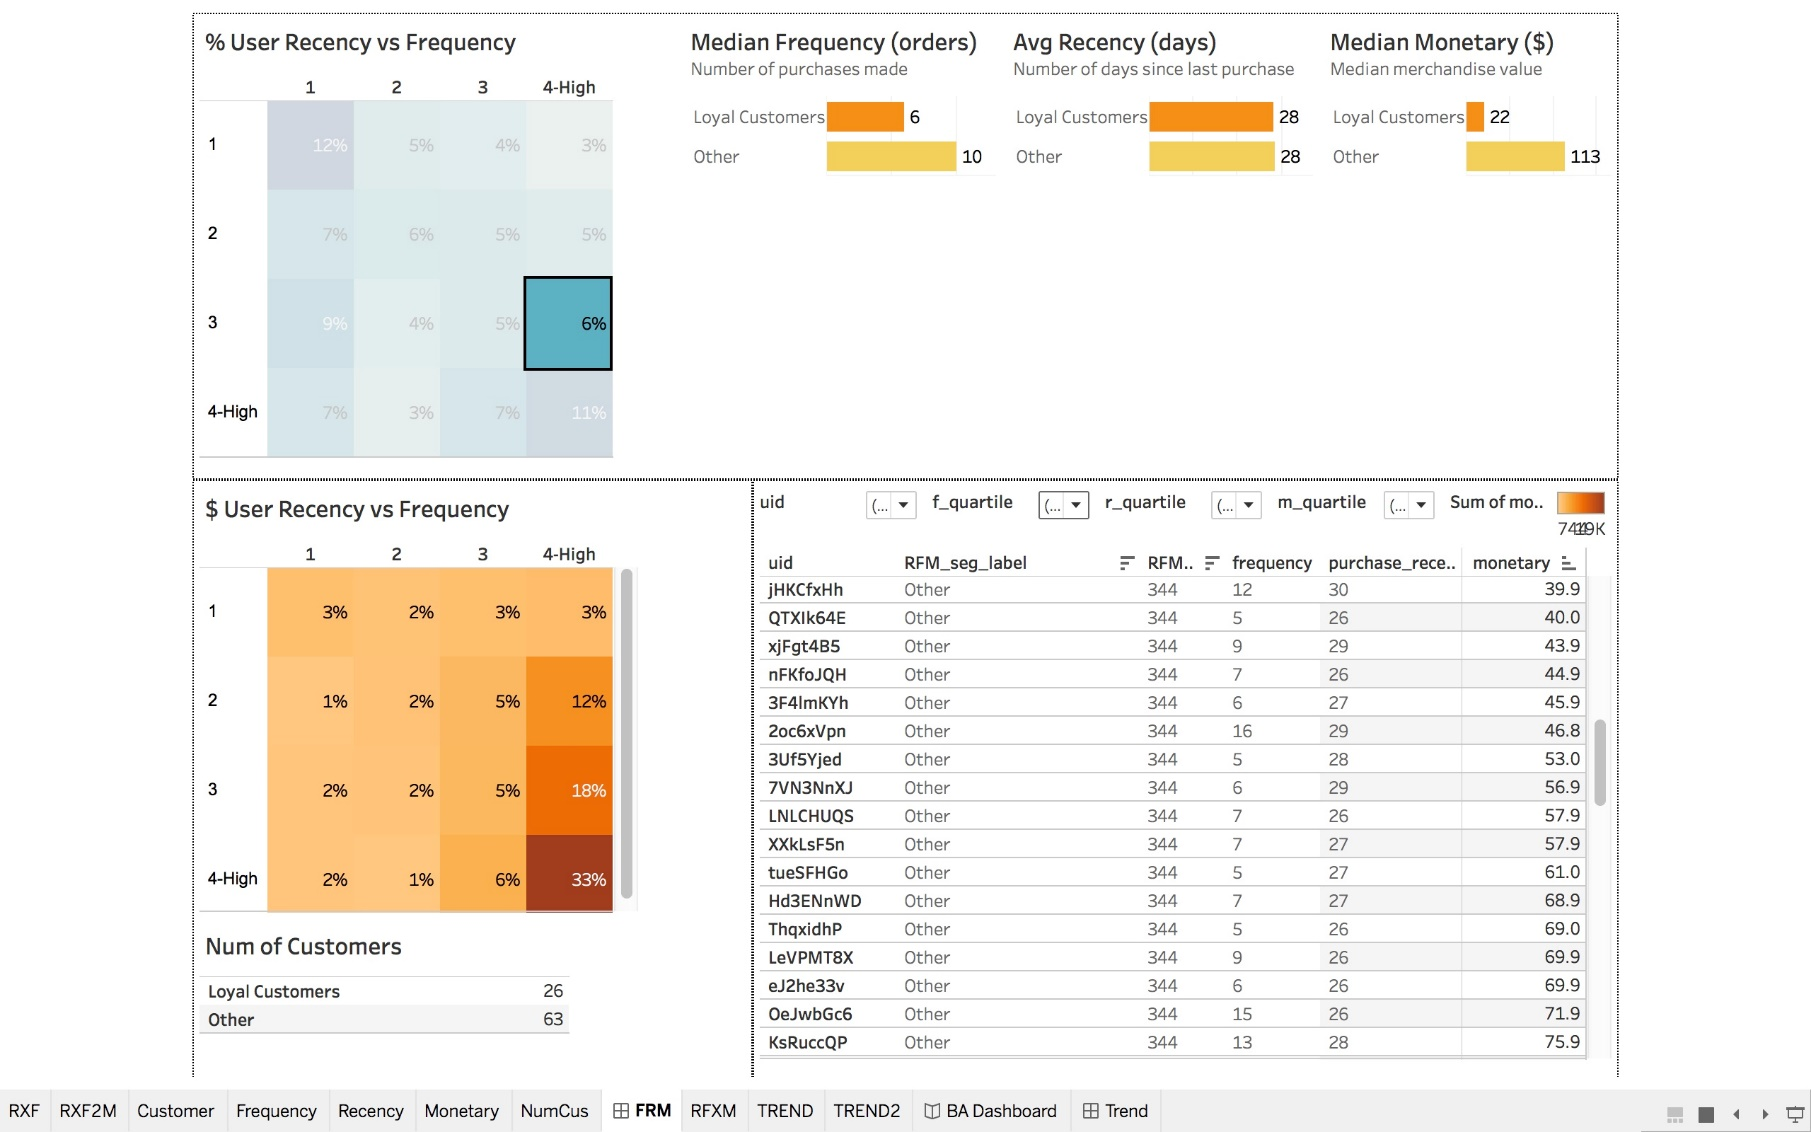 % User Recency vs Frequency
1 2 3 4-High
1 12% 5% 4% 3%
2 7% 6% 5% 5%
3 9% 4% 5% 6%
4-High 7% 3% 7% 11%
Median Frequency (orders)
Number of purchases made
Loyal Customers 6
Other 10
Avg Recency (days)
Number of days since last purchase
Loyal Customers 28
Other 28
Median Monetary ($)
Median merchandise value
Loyal Customers 22
Other 113
$ User Recency vs Frequency
1 2 3 4-High
1 3% 2% 3% 3%
2 1% 2% 5% 12%
3 2% 2% 5% 18%
4-High 2% 1% 6% 33%
Num of Customers
Loyal Customers 26
Other 63
uid (... f_quartile (... r_quartile (... m_quartile (... Sum of mo..
uid RFM_seg_label RFM.. frequency purchase_rece.. monetary
jHKCfxHh Other 344 12 30 39.9
QTXIk64E Other 344 5 26 40.0
xjFgt4B5 Other 344 9 29 43.9
nFKfoJQH Other 344 7 26 44.9
3F4lmKYh Other 344 6 27 45.9
2oc6xVpn Other 344 16 29 46.8
3Uf5Yjed Other 344 5 28 53.0
7VN3NnXJ Other 344 6 29 56.9
LNLCHUQS Other 344 7 26 57.9
XXkLsF5n Other 344 7 27 57.9
tueSFHGo Other 344 5 27 61.0
Hd3ENnWD Other 344 7 27 68.9
ThqxidhP Other 344 5 26 69.0
LeVPMT8X Other 344 9 26 69.9
eJ2he33v Other 344 6 26 69.9
OeJwbGc6 Other 344 15 26 71.9
KsRuccQP Other 344 13 28 75.9
RXF RXF2M Customer Frequency Recency Monetary NumCus FRM RFXM TREND TREND2 BA Dashboard Trend